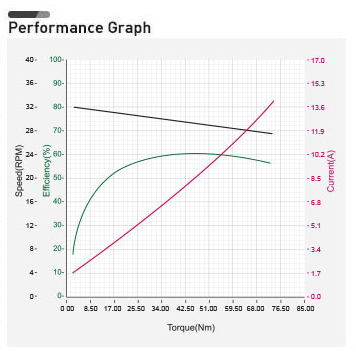 Performance Graph
40- 100- -17.0
36- 90- -15.3
32- 80- -13.6
28- 70- -11.9
24- 60- -10.2
20- 50- -8.5
16- 40- -6.8
12- 30- -5.1
8- 20- -3.4
4- 10- -1.7
0- 0- -0.0
Speed(RPM)
Efficiency(%)
Current(A)
0.00 8.50 17.00 25.50 34.00 42.50 51.00 59.50 68.00 76.50 85.00
Torque(Nm)